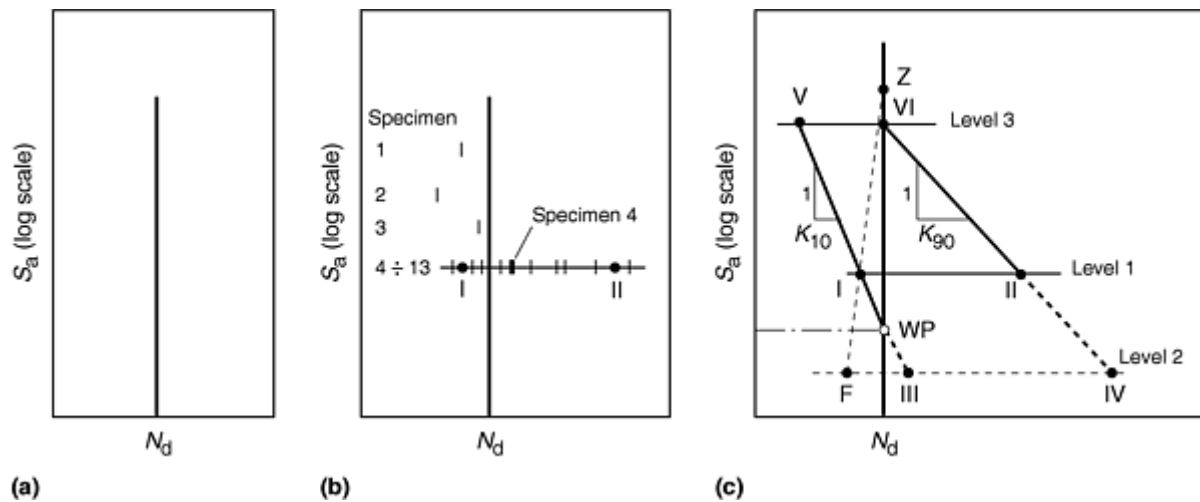 Sa (log scale)
Nd
(a)
Sa (log scale)
Specimen
1
2
3
Specimen 4
4 ÷ 13
I
II
Nd
(b)
Sa (log scale)
Z
V
VI
Level 3
1
1
K10
K90
Level 1
I
II
WP
Level 2
F
III
IV
Nd
(c)